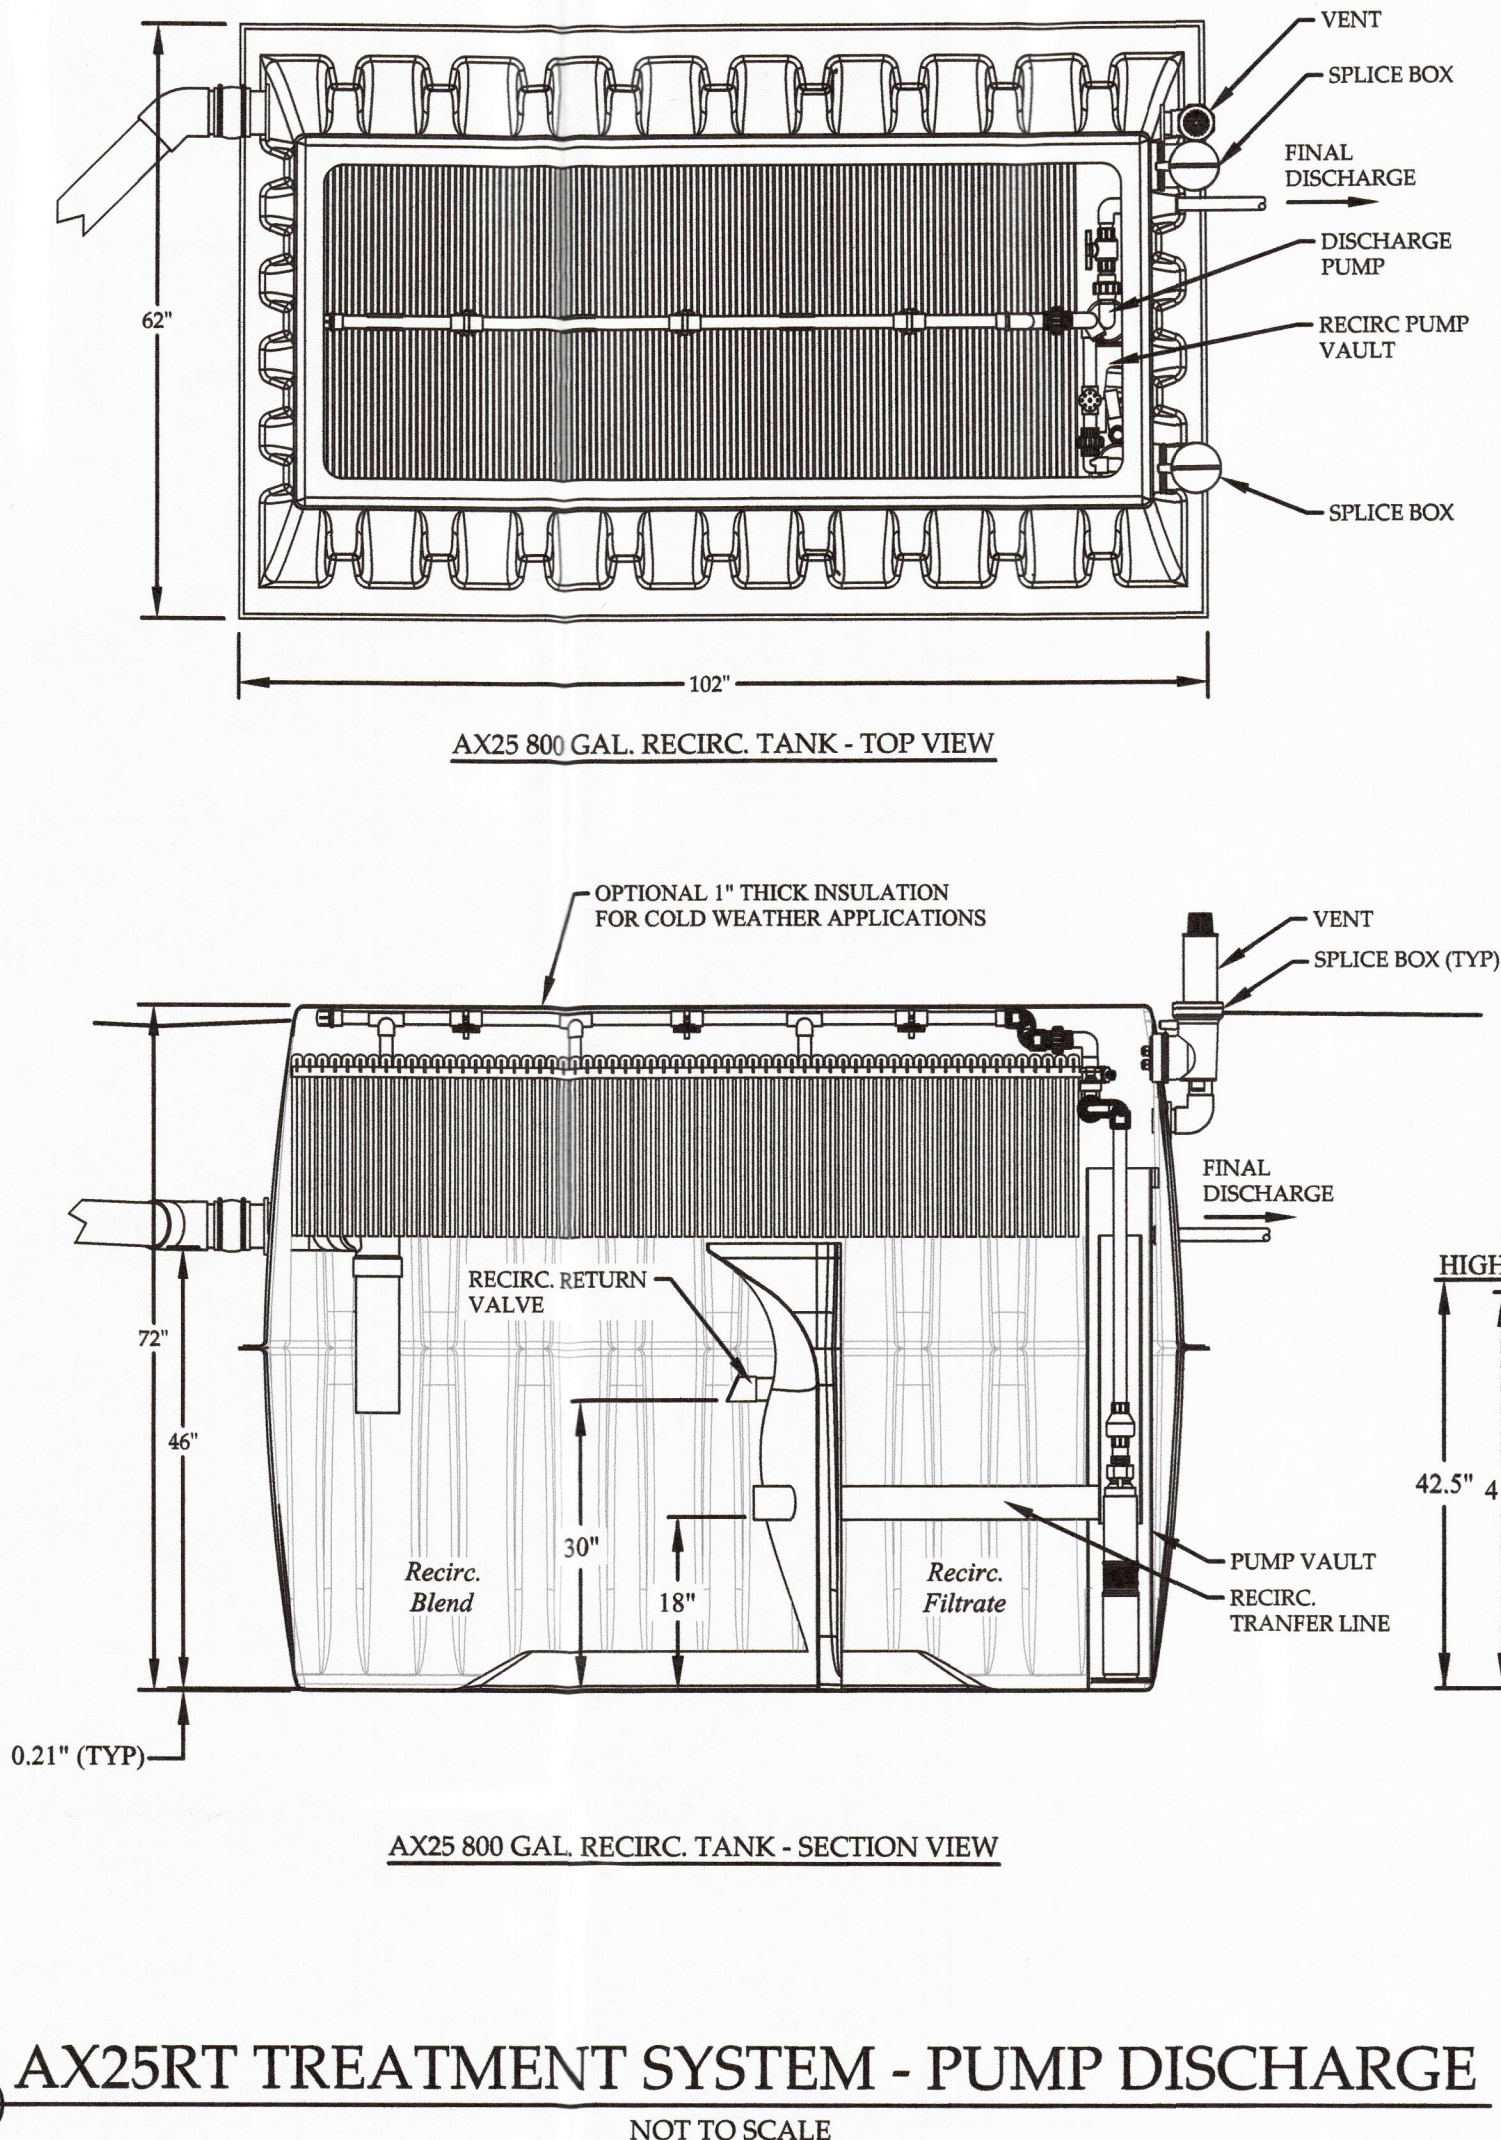 VENT
SPLICE BOX
FINAL
DISCHARGE
DISCHARGE
PUMP
RECIRC PUMP
VAULT
SPLICE BOX
62"
102"
AX25 800 GAL. RECIRC. TANK - TOP VIEW
OPTIONAL 1" THICK INSULATION
FOR COLD WEATHER APPLICATIONS
VENT
SPLICE BOX (TYP)
FINAL
DISCHARGE
HIGH
RECIRC. RETURN
VALVE
72"
46"
42.5"
4
30"
18"
Recirc.
Blend
Recirc.
Filtrate
PUMP VAULT
RECIRC.
TRANFER LINE
0.21" (TYP)
AX25 800 GAL. RECIRC. TANK - SECTION VIEW
AX25RT TREATMENT SYSTEM - PUMP DISCHARGE
NOT TO SCALE